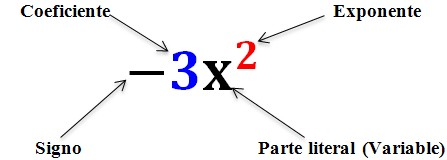 Coeficiente Exponente
−3x²
Signo Parte literal (Variable)